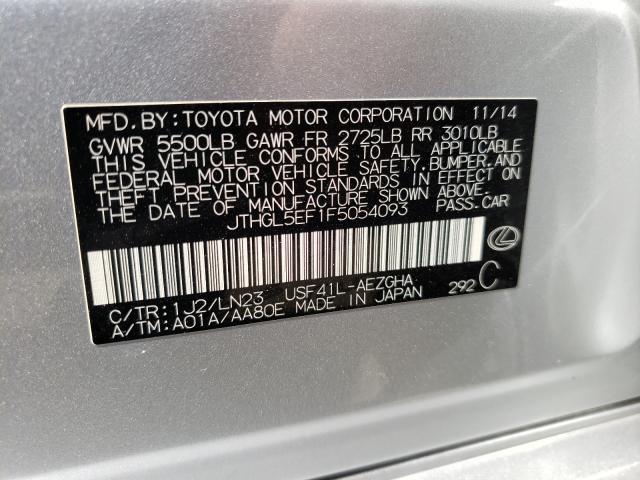 MFD. BY: TOYOTA MOTOR CORPORATION 11/14
GVWR 5500LB GAWR FR 2725LB RR 3010LB
THIS VEHICLE CONFORMS TO ALL APPLICABLE
FEDERAL MOTOR VEHICLE SAFETY, BUMPER, AND
THEFT PREVENTION STANDARDS IN EFFECT ON
THE DATE OF MANUFACTURE SHOWN ABOVE.
JTHGL5EF1F5054093 PASS. CAR
C/TR: 1J2/LN23 USF41L-AEZGHA
A/TM: A01A/AA80E MADE IN JAPAN 292 C